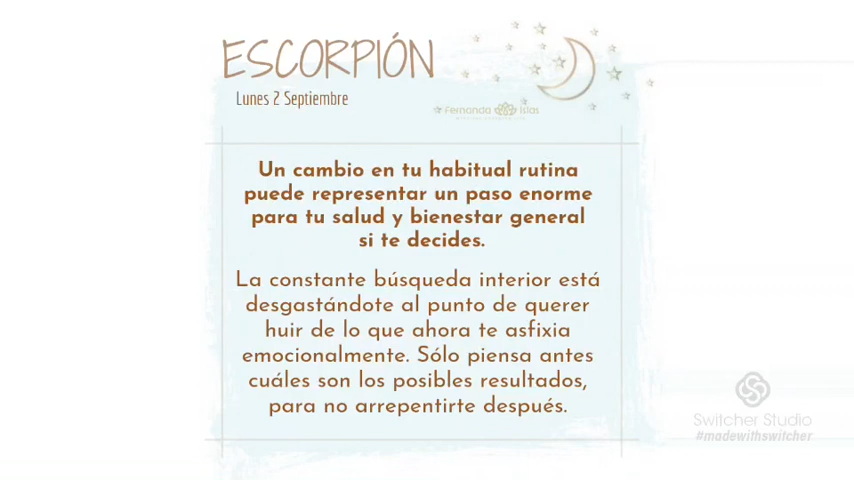 ESCORPIÓN
Lunes 2 Septiembre
Fernanda Islas
Un cambio en tu habitual rutina
puede representar un paso enorme
para tu salud y bienestar general
si te decides.
La constante búsqueda interior está
desgastándote al punto de querer
huir de lo que ahora te asfixia
emocionalmente. Sólo piensa antes
cuáles son los posibles resultados,
para no arrepentirte después.
Switcher Studio
#madewithswitcher